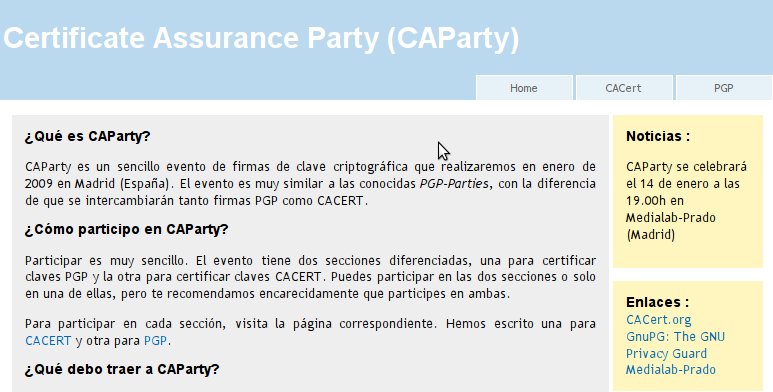 Certificate Assurance Party (CAParty)
Home CACert PGP
¿Qué es CAParty?
CAParty es un sencillo evento de firmas de clave criptográfica que realizaremos en enero de
2009 en Madrid (España). El evento es muy similar a las conocidas PGP-Parties, con la diferencia
de que se intercambiarán tanto firmas PGP como CACERT.
¿Cómo participo en CAParty?
Participar es muy sencillo. El evento tiene dos secciones diferenciadas, una para certificar
claves PGP y la otra para certificar claves CACERT. Puedes participar en las dos secciones o solo
en una de ellas, pero te recomendamos encarecidamente que participes en ambas.
Para participar en cada sección, visita la página correspondiente. Hemos escrito una para
CACERT y otra para PGP.
¿Qué debo traer a CAParty?
Noticias :
CAParty se celebrará
el 14 de enero a las
19.00h en
Medialab-Prado
(Madrid)
Enlaces :
CACert.org
GnuPG: The GNU
Privacy Guard
Medialab-Prado